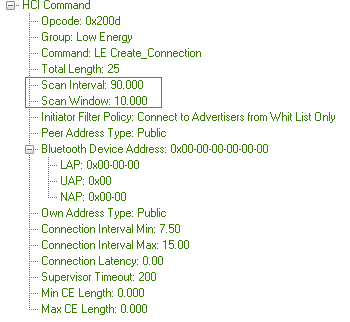 HCI Command
Opcode: 0x200d
Group: Low Energy
Command: LE Create_Connection
Total Length: 25
Scan Interval: 90.000
Scan Window: 10.000
Initiator Filter Policy: Connect to Advertisers from Whit List Only
Peer Address Type: Public
Bluetooth Device Address: 0x00-00-00-00-00-00
LAP: 0x00-00-00
UAP: 0x00
NAP: 0x00-00
Own Address Type: Public
Connection Interval Min: 7.50
Connection Interval Max: 15.00
Connection Latency: 0.00
Supervisor Timeout: 200
Min CE Length: 0.000
Max CE Length: 0.000